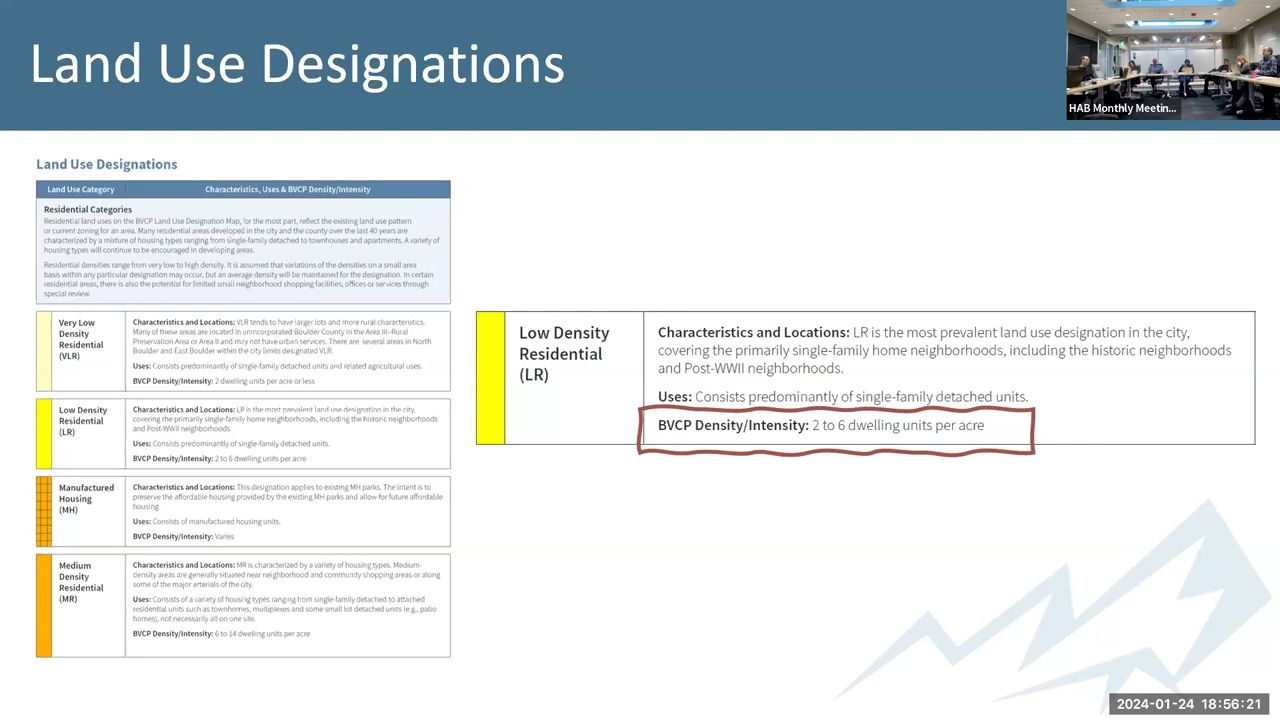 Land Use Designations
HAB Monthly Meetin...
Land Use Designations
Land Use Category
Characteristics, Uses & BVCP Density/Intensity
Residential Categories
Residential land uses on the BVCP Land Use Designation Map, for the most part, reflect the existing land use pattern
or current zoning for an area. Many residential areas developed in the city and the county over the last 40 years are
characterized by a mixture of housing types ranging from single-family detached to townhouses and apartments. A variety of
housing types will continue to be encouraged in developing areas.
Residential densities range from very low to high density. It is assumed that variations of the densities on a small area
basis within any particular designation may occur, but an average density will be maintained for the designation. In certain
residential areas, there is also the potential for limited small neighborhood shopping facilities, offices or services through
special review.
Very Low
Density
Residential
(VLR)
Characteristics and Locations: VLR tends to have larger lots and more rural characteristics.
Many of these areas are located in unincorporated Boulder County in the Area III–Rural
Preservation Area or Area II and may not have urban services. There are several areas in North
Boulder and East Boulder within the city limits designated VLR.
Uses: Consists predominantly of single-family detached units and related agricultural uses.
BVCP Density/Intensity: 2 dwelling units per acre or less
Low Density
Residential
(LR)
Characteristics and Locations: LR is the most prevalent land use designation in the city,
covering the primarily single-family home neighborhoods, including the historic neighborhoods
and Post-WWII neighborhoods.
Uses: Consists predominantly of single-family detached units.
BVCP Density/Intensity: 2 to 6 dwelling units per acre
Manufactured
Housing
(MH)
Characteristics and Locations: This designation applies to existing MH parks. The intent is to
preserve the affordable housing provided by the existing MH parks and allow for future affordable
housing.
Uses: Consists of manufactured housing units.
BVCP Density/Intensity: Varies
Medium
Density
Residential
(MR)
Characteristics and Locations: MR is characterized by a variety of housing types. Medium-
density areas are generally situated near neighborhood and community shopping areas or along
some of the major arterials of the city.
Uses: Consists of a variety of housing types ranging from single-family detached to attached
residential units such as townhomes, multiplexes and some small lot detached units (e.g., patio
homes), not necessarily all on one site.
BVCP Density/Intensity: 6 to 14 dwelling units per acre
Low Density
Residential
(LR)
Characteristics and Locations: LR is the most prevalent land use designation in the city,
covering the primarily single-family home neighborhoods, including the historic neighborhoods
and Post-WWII neighborhoods.
Uses: Consists predominantly of single-family detached units.
BVCP Density/Intensity: 2 to 6 dwelling units per acre
2024-01-24 18:56:21